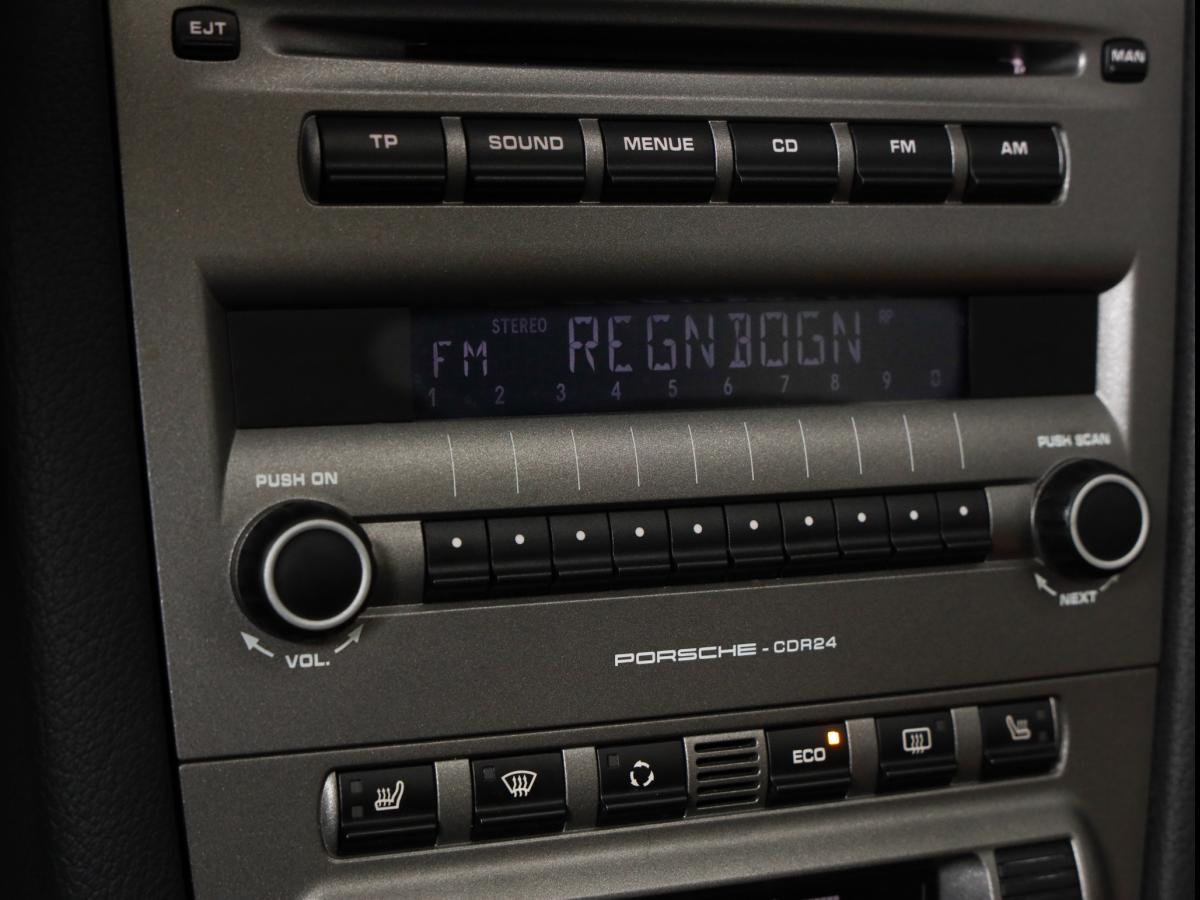 EJT
MAN
TP SOUND MENUE CD FM AM
STEREO
FM REGNBOGN RP
1 2 3 4 5 6 7 8 9 0
PUSH ON
PUSH SCAN
VOL.
NEXT
PORSCHE - CDR24
ECO